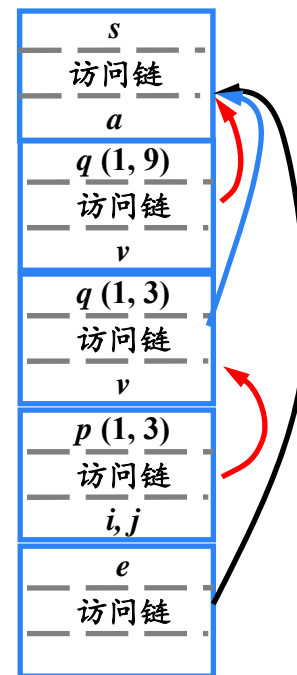 s
访问链
a
q (1, 9)
访问链
v
q (1, 3)
访问链
v
p (1, 3)
访问链
i, j
e
访问链